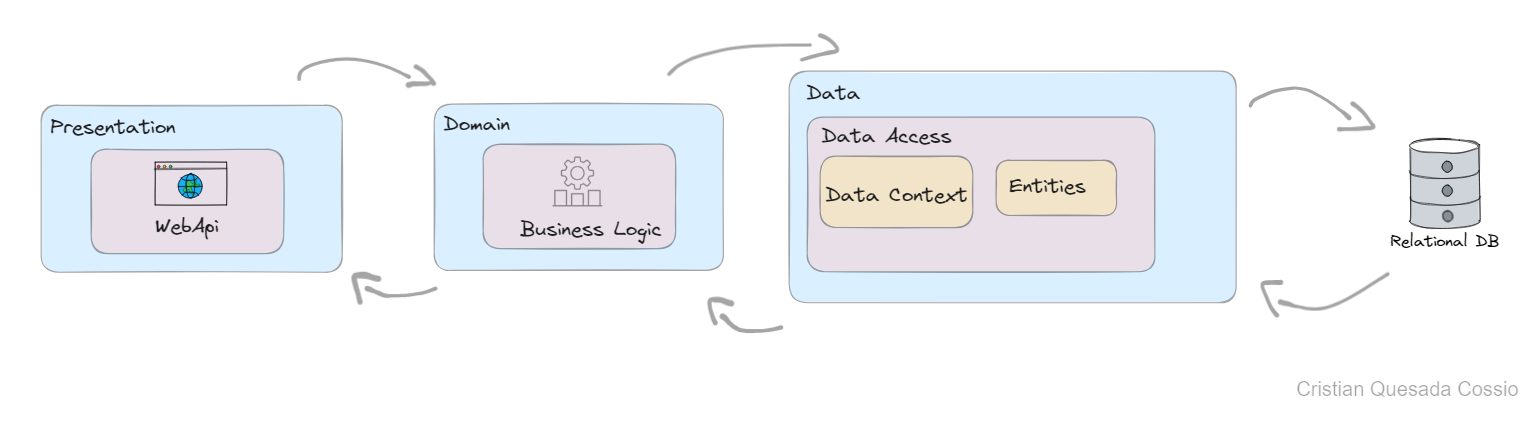 Presentation
WebApi
Domain
Business Logic
Data
Data Access
Data Context
Entities
Relational DB
Cristian Quesada Cossio